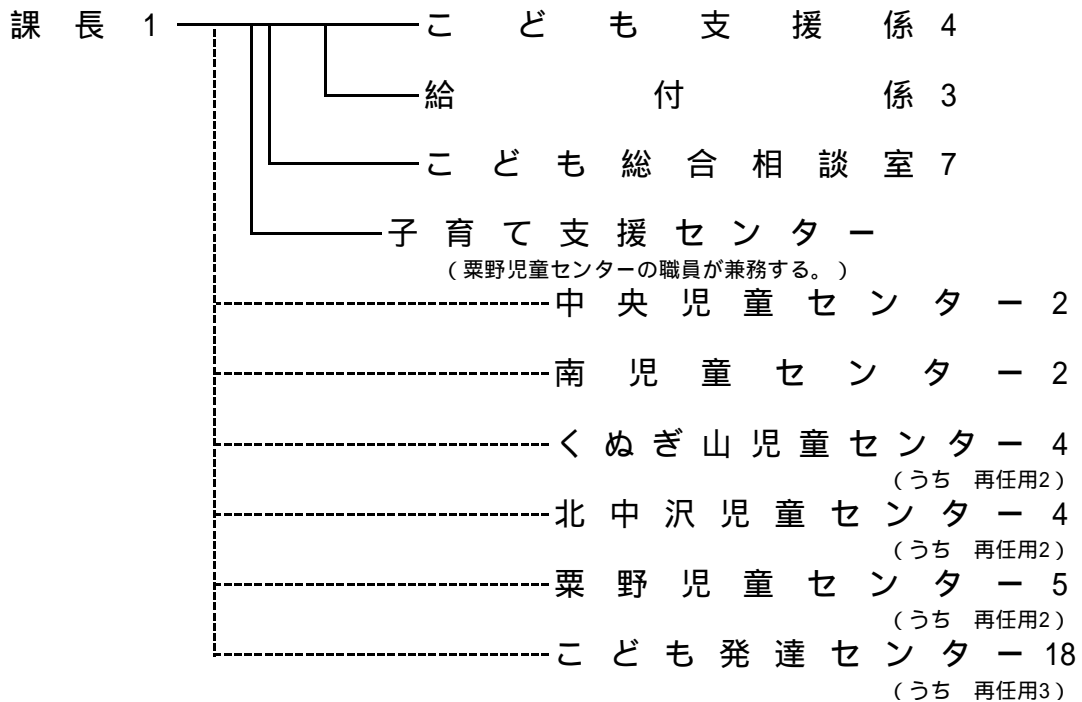 課長 1 こども支援係 4
給付係 3
こども総合相談室 7
子育て支援センター
(粟野児童センターの職員が兼務する。)
中央児童センター 2
南児童センター 2
くぬぎ山児童センター 4
(うち 再任用2)
北中沢児童センター 4
(うち 再任用2)
粟野児童センター 5
(うち 再任用2)
こども発達センター 18
(うち 再任用3)